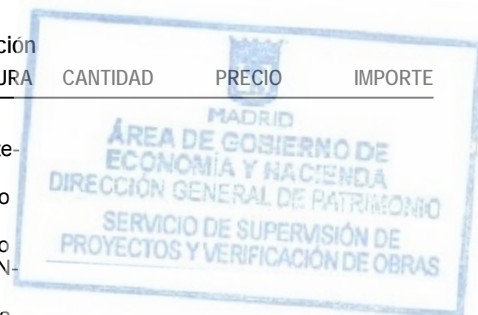 ción
URA CANTIDAD PRECIO IMPORTE
MADRID
ÁREA DE GOBIERNO DE
ECONOMÍA Y HACIENDA
DIRECCIÓN GENERAL DE PATRIMONIO
SERVICIO DE SUPERVISIÓN DE
PROYECTOS Y VERIFICACIÓN DE OBRAS
te-
o
o
N-